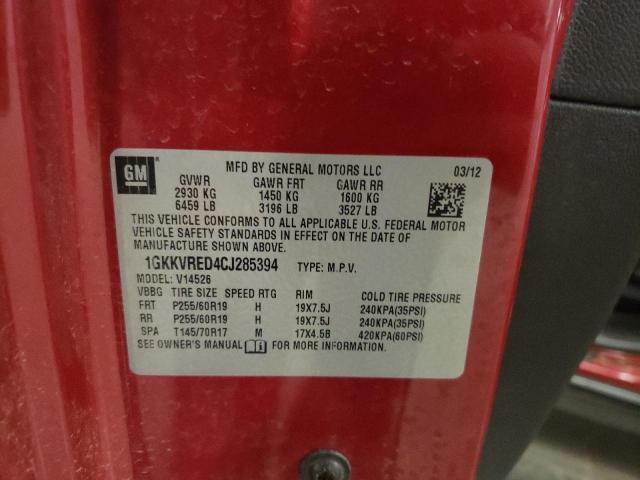 GM
MFD BY GENERAL MOTORS LLC 03/12
GVWR GAWR FRT GAWR RR
2930 KG 1450 KG 1600 KG
6459 LB 3196 LB 3527 LB
THIS VEHICLE CONFORMS TO ALL APPLICABLE U.S. FEDERAL MOTOR
VEHICLE SAFETY STANDARDS IN EFFECT ON THE DATE OF
MANUFACTURE SHOWN ABOVE.
1GKKVRED4CJ285394 TYPE: M.P.V.
MODEL: V14526
VBBG TIRE SIZE SPEED RTG RIM COLD TIRE PRESSURE
FRT P255/60R19 H 19X7.5J 240KPA(35PSI)
RR P255/60R19 H 19X7.5J 240KPA(35PSI)
SPA T145/70R17 M 17X4.5B 420KPA(60PSI)
SEE OWNER'S MANUAL FOR MORE INFORMATION.